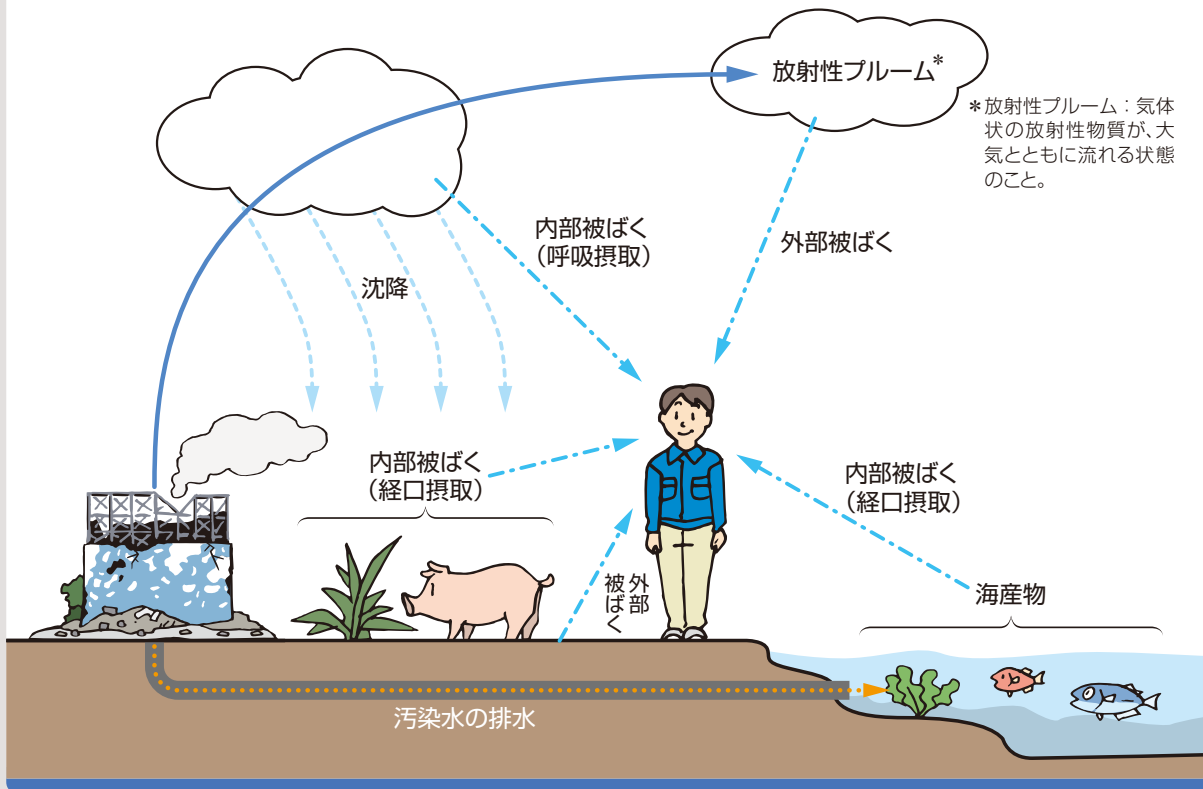 放射性プルーム*
*放射性プルーム：気体
状の放射性物質が、大
気とともに流れる状態
のこと。
内部被ばく
（呼吸摂取）
外部被ばく
沈降
内部被ばく
（経口摂取）
内部被ばく
（経口摂取）
外部
被ばく
海産物
汚染水の排水